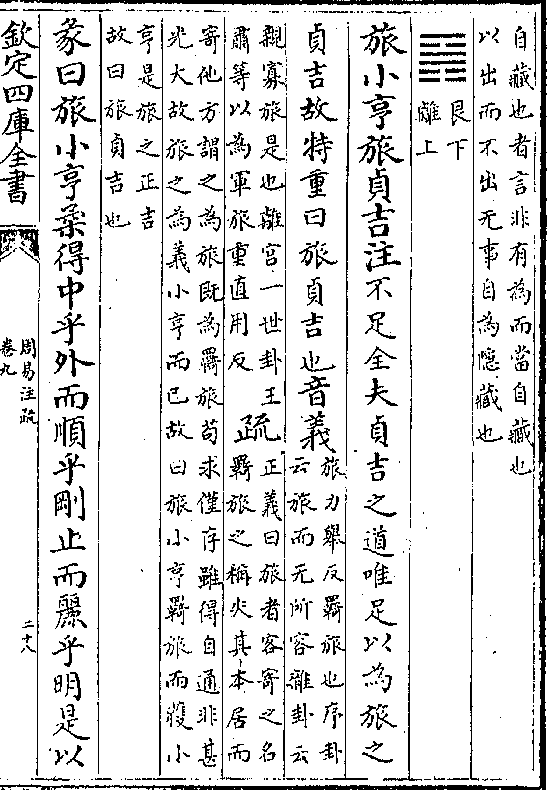 自藏也者言非有為而當自藏也
以出而不出无事自為隱藏也
艮下
離上
旅小亨旅貞吉注不足全夫貞吉之道唯足以為旅之
貞吉故特重曰旅貞吉也音義
旅力舉反羇旅也序卦
云旅而无所容雜卦云
親寡旅是也離宮一世卦王
肅等以為軍旅重直用反
疏
正義曰旅者客寄之名
羇旅之稱失其本居而
寄他方謂之為旅既為羇旅苟求僅存雖得自通非甚
光大故旅之為義小亨而已故曰旅小亨羇旅而獲小
亨是旅之正吉
故曰旅貞吉也
彖曰旅小亨柔得中乎外而順乎剛止而麗乎明是以
欽定四庫全書
周易注疏
卷九
二十八